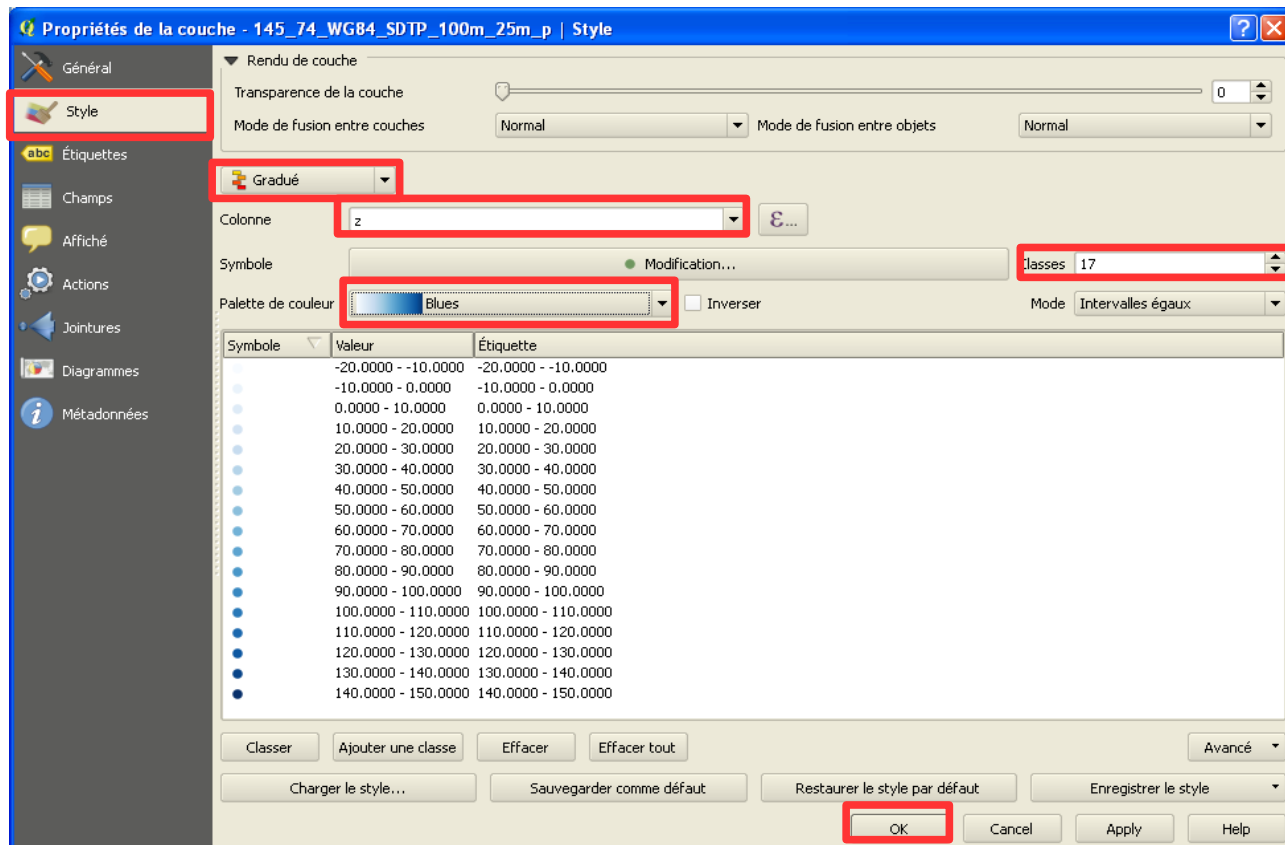 Propriétés de la couche - 145_74_WG84_SDTP_100m_25m_p | Style
Général
Style
abc Étiquettes
Champs
Affiché
Actions
Jointures
Diagrammes
Métadonnées
Rendu de couche
Transparence de la couche 0
Mode de fusion entre couches Normal Mode de fusion entre objets Normal
Gradué
Colonne z ε...
Symbole Modification... Classes 17
Palette de couleur Blues Inverser Mode Intervalles égaux
Symbole Valeur Étiquette
-20.0000 - -10.0000 -20.0000 - -10.0000
-10.0000 - 0.0000 -10.0000 - 0.0000
0.0000 - 10.0000 0.0000 - 10.0000
10.0000 - 20.0000 10.0000 - 20.0000
20.0000 - 30.0000 20.0000 - 30.0000
30.0000 - 40.0000 30.0000 - 40.0000
40.0000 - 50.0000 40.0000 - 50.0000
50.0000 - 60.0000 50.0000 - 60.0000
60.0000 - 70.0000 60.0000 - 70.0000
70.0000 - 80.0000 70.0000 - 80.0000
80.0000 - 90.0000 80.0000 - 90.0000
90.0000 - 100.0000 90.0000 - 100.0000
100.0000 - 110.0000 100.0000 - 110.0000
110.0000 - 120.0000 110.0000 - 120.0000
120.0000 - 130.0000 120.0000 - 130.0000
130.0000 - 140.0000 130.0000 - 140.0000
140.0000 - 150.0000 140.0000 - 150.0000
Classer Ajouter une classe Effacer Effacer tout Avancé
Charger le style... Sauvegarder comme défaut Restaurer le style par défaut Enregistrer le style
OK Cancel Apply Help